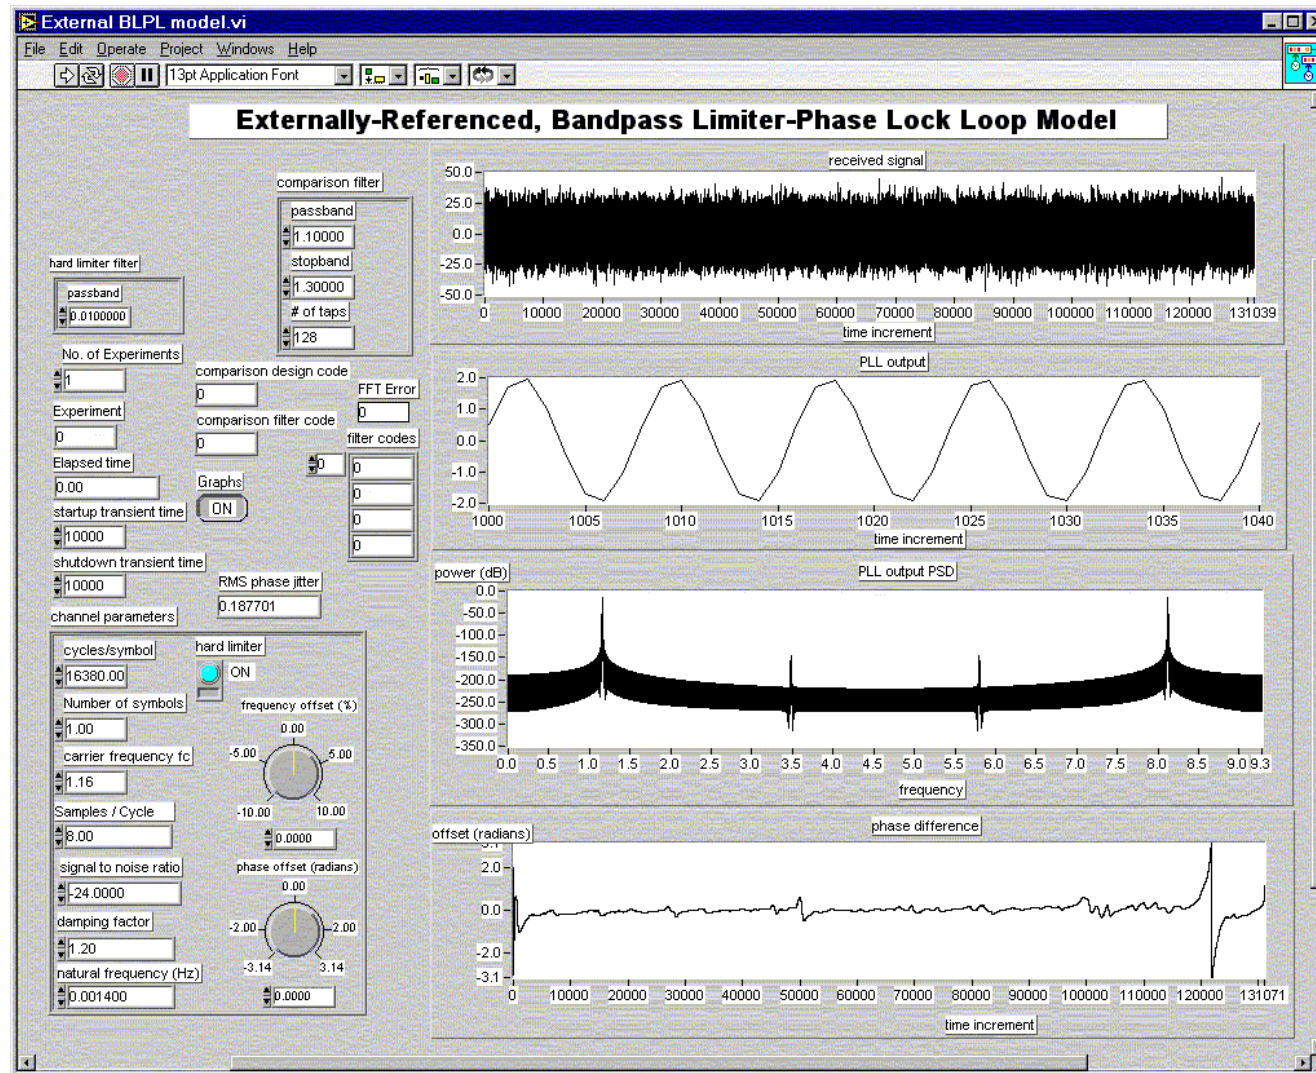 External BLPL model.vi
File Edit Operate Project Windows Help
13pt Application Font
Externally-Referenced, Bandpass Limiter-Phase Lock Loop Model
hard limiter filter
passband
0.0100000
No. of Experiments
1
Experiment
0
Elapsed time
0.00
startup transient time
10000
shutdown transient time
10000
comparison filter
passband
1.10000
stopband
1.30000
# of taps
128
comparison design code
0
comparison filter code
0
FFT Error
0
filter codes
0
0
0
0
0
Graphs
ON
RMS phase jitter
0.187701
channel parameters
cycles/symbol
16380.00
Number of symbols
1.00
carrier frequency fc
1.16
Samples / Cycle
8.00
signal to noise ratio
-24.0000
damping factor
1.20
natural frequency (Hz)
0.001400
hard limiter
ON
frequency offset (%)
0.00
-5.00 5.00
-10.00 10.00
0.0000
phase offset (radians)
0.00
-2.00 2.00
-3.14 3.14
0.0000
received signal
50.0
25.0
0.0
-25.0
-50.0
0 10000 20000 30000 40000 50000 60000 70000 80000 90000 100000 110000 120000 131039
time increment
PLL output
2.0
1.0
0.0
-1.0
-2.0
1000 1005 1010 1015 1020 1025 1030 1035 1040
time increment
PLL output PSD
power (dB)
0.0
-50.0
-100.0
-150.0
-200.0
-250.0
-300.0
-350.0
0.0 0.5 1.0 1.5 2.0 2.5 3.0 3.5 4.0 4.5 5.0 5.5 6.0 6.5 7.0 7.5 8.0 8.5 9.0 9.3
frequency
phase difference
offset (radians)
3.1
2.0
0.0
-2.0
-3.1
0 10000 20000 30000 40000 50000 60000 70000 80000 90000 100000 110000 120000 131071
time increment